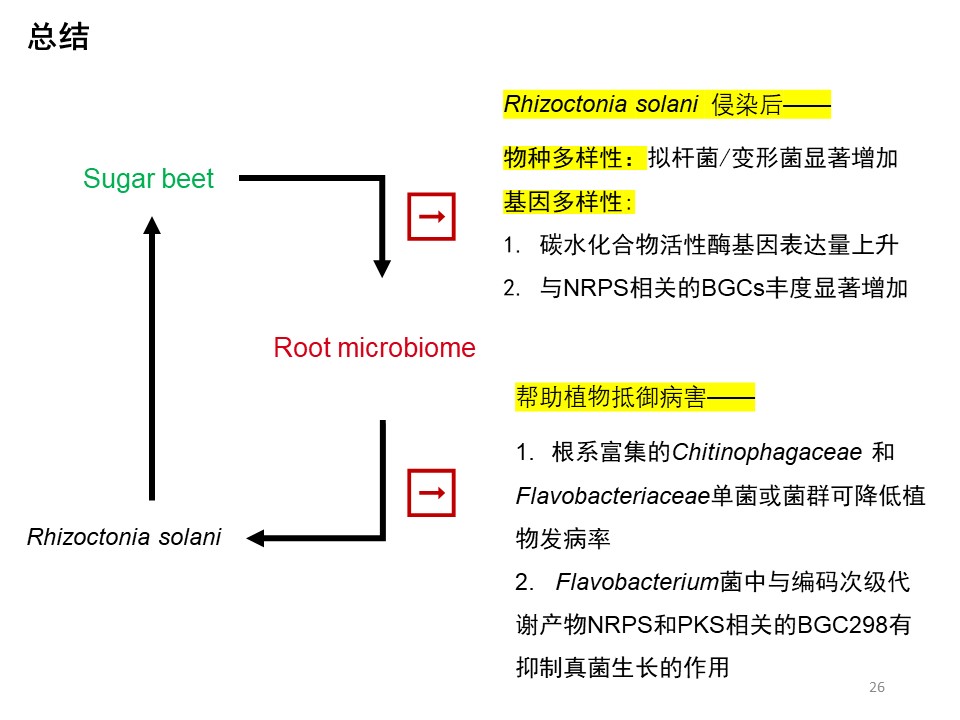 总结
Sugar beet
Root microbiome
Rhizoctonia solani
Rhizoctonia solani 侵染后——
物种多样性：拟杆菌/变形菌显著增加
基因多样性:
1. 碳水化合物活性酶基因表达量上升
2. 与NRPS相关的BGCs丰度显著增加
帮助植物抵御病害——
1. 根系富集的Chitinophagaceae 和
Flavobacteriaceae单菌或菌群可降低植
物发病率
2. Flavobacterium菌中与编码次级代
谢产物NRPS和PKS相关的BGC298有
抑制真菌生长的作用
26